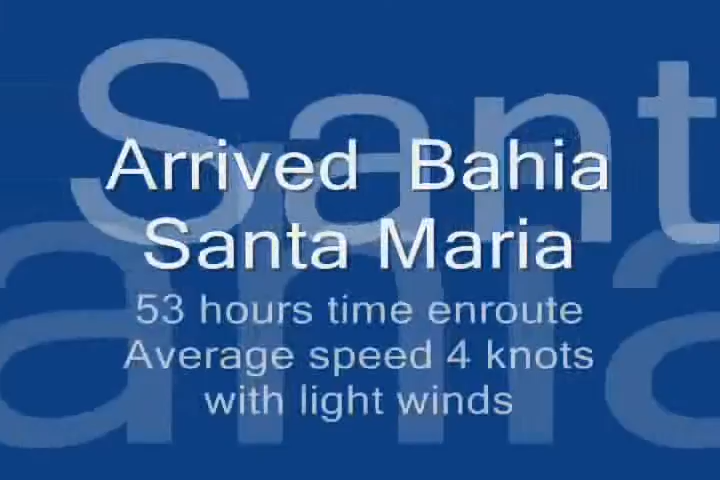 Arrived Bahia
Santa Maria
53 hours time enroute
Average speed 4 knots
with light winds